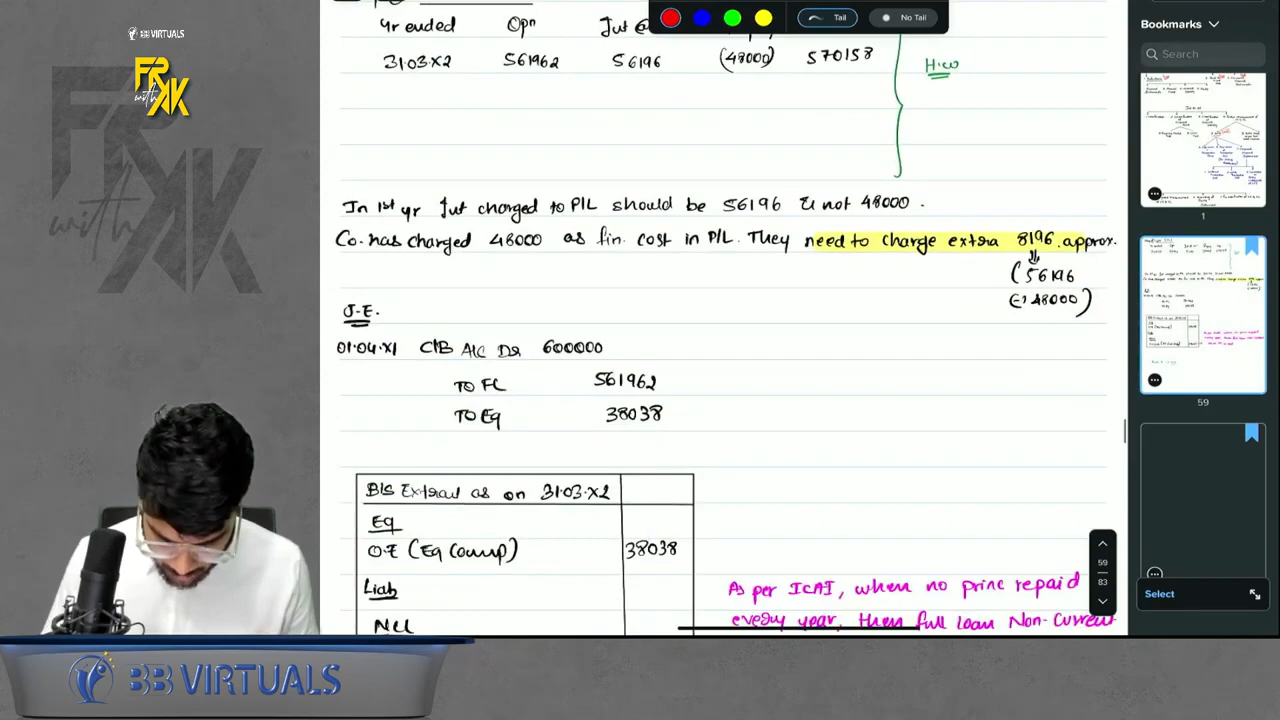 BB VIRTUALS
FR
with
AK
Tail
No Tail
Bookmarks
Search
Yr ended Opn Int @
31.03.X2 561962 56196 (48000) 570158
H.W
In 1st yr Int charged to P/L should be 56196 & not 48000.
Co. has charged 48000 as fin. cost in P/L. They need to charge extra 8196 approx.
(56196
(-) 48000)
J.E.
01.04.X1 C/B A/C Dr 600000
TO FL 561962
TO Eq 38038
B/S Extract as on 31.03.X2
Eq
O.E (Eq Comp) 38038
Liab
NCL
As per ICAI, when no princ repaid
every year, then full loan Non-Current
1
59
59
83
Select
BB VIRTUALS